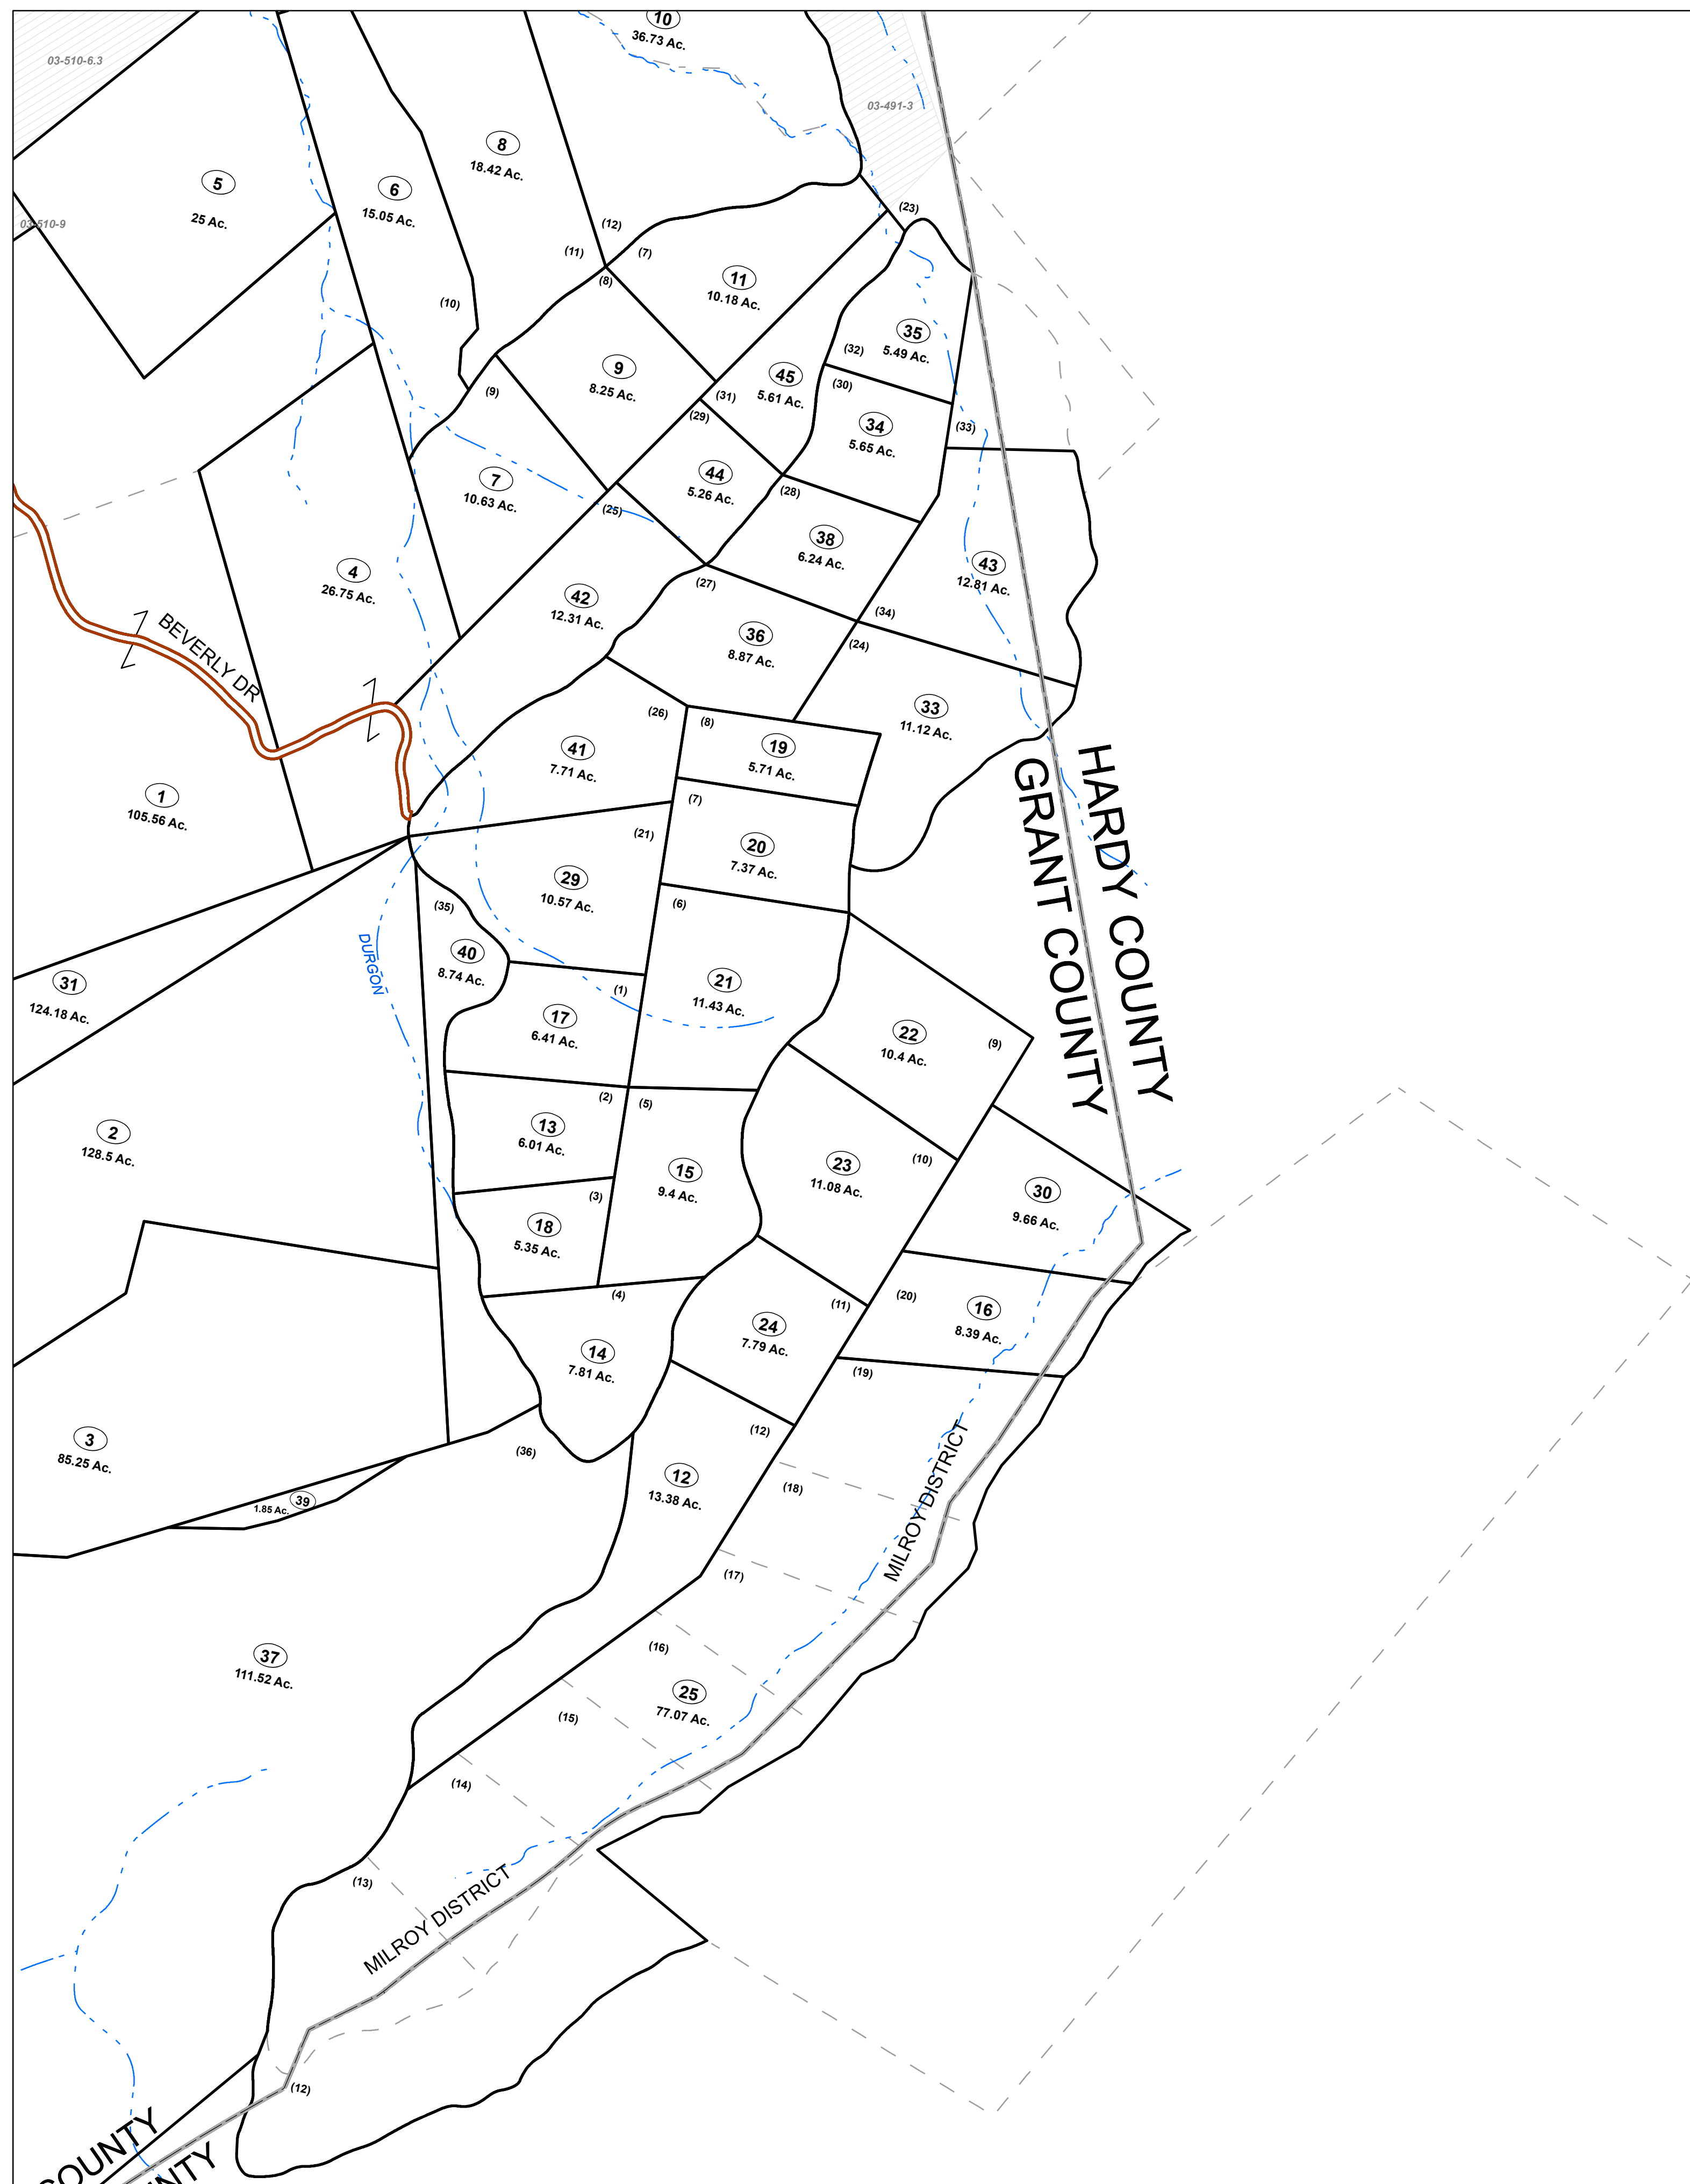 10
36.73 Ac.
03-510-6.3
03-491-3
8
18.42 Ac.
5
25 Ac.
6
15.05 Ac.
03-510-9
(23)
(12)
(11)
(7)
(8)
11
10.18 Ac.
(10)
35
5.49 Ac.
(32)
9
8.25 Ac.
45
5.61 Ac.
(30)
(9)
(31)
(29)
34
5.65 Ac.
(33)
7
10.63 Ac.
44
5.26 Ac.
(28)
(25)
38
6.24 Ac.
43
12.81 Ac.
4
26.75 Ac.
42
12.31 Ac.
(27)
(34)
36
8.87 Ac.
(24)
BEVERLY DR
33
11.12 Ac.
(26)
(8)
41
7.71 Ac.
19
5.71 Ac.
HARDY COUNTY
GRANT COUNTY
1
105.56 Ac.
(7)
(21)
20
7.37 Ac.
29
10.57 Ac.
(6)
(35)
40
8.74 Ac.
DURGON
31
124.18 Ac.
(1)
21
11.43 Ac.
17
6.41 Ac.
22
10.4 Ac.
(9)
(2)
(5)
2
128.5 Ac.
13
6.01 Ac.
(10)
23
11.08 Ac.
15
9.4 Ac.
(3)
30
9.66 Ac.
18
5.35 Ac.
(4)
(11)
(20)
16
8.39 Ac.
24
7.79 Ac.
14
7.81 Ac.
(19)
3
85.25 Ac.
(12)
(36)
MILROY DISTRICT
12
13.38 Ac.
(18)
39
1.85 Ac.
(17)
(16)
37
111.52 Ac.
25
77.07 Ac.
(15)
(14)
(13)
MILROY DISTRICT
(12)
COUNTY